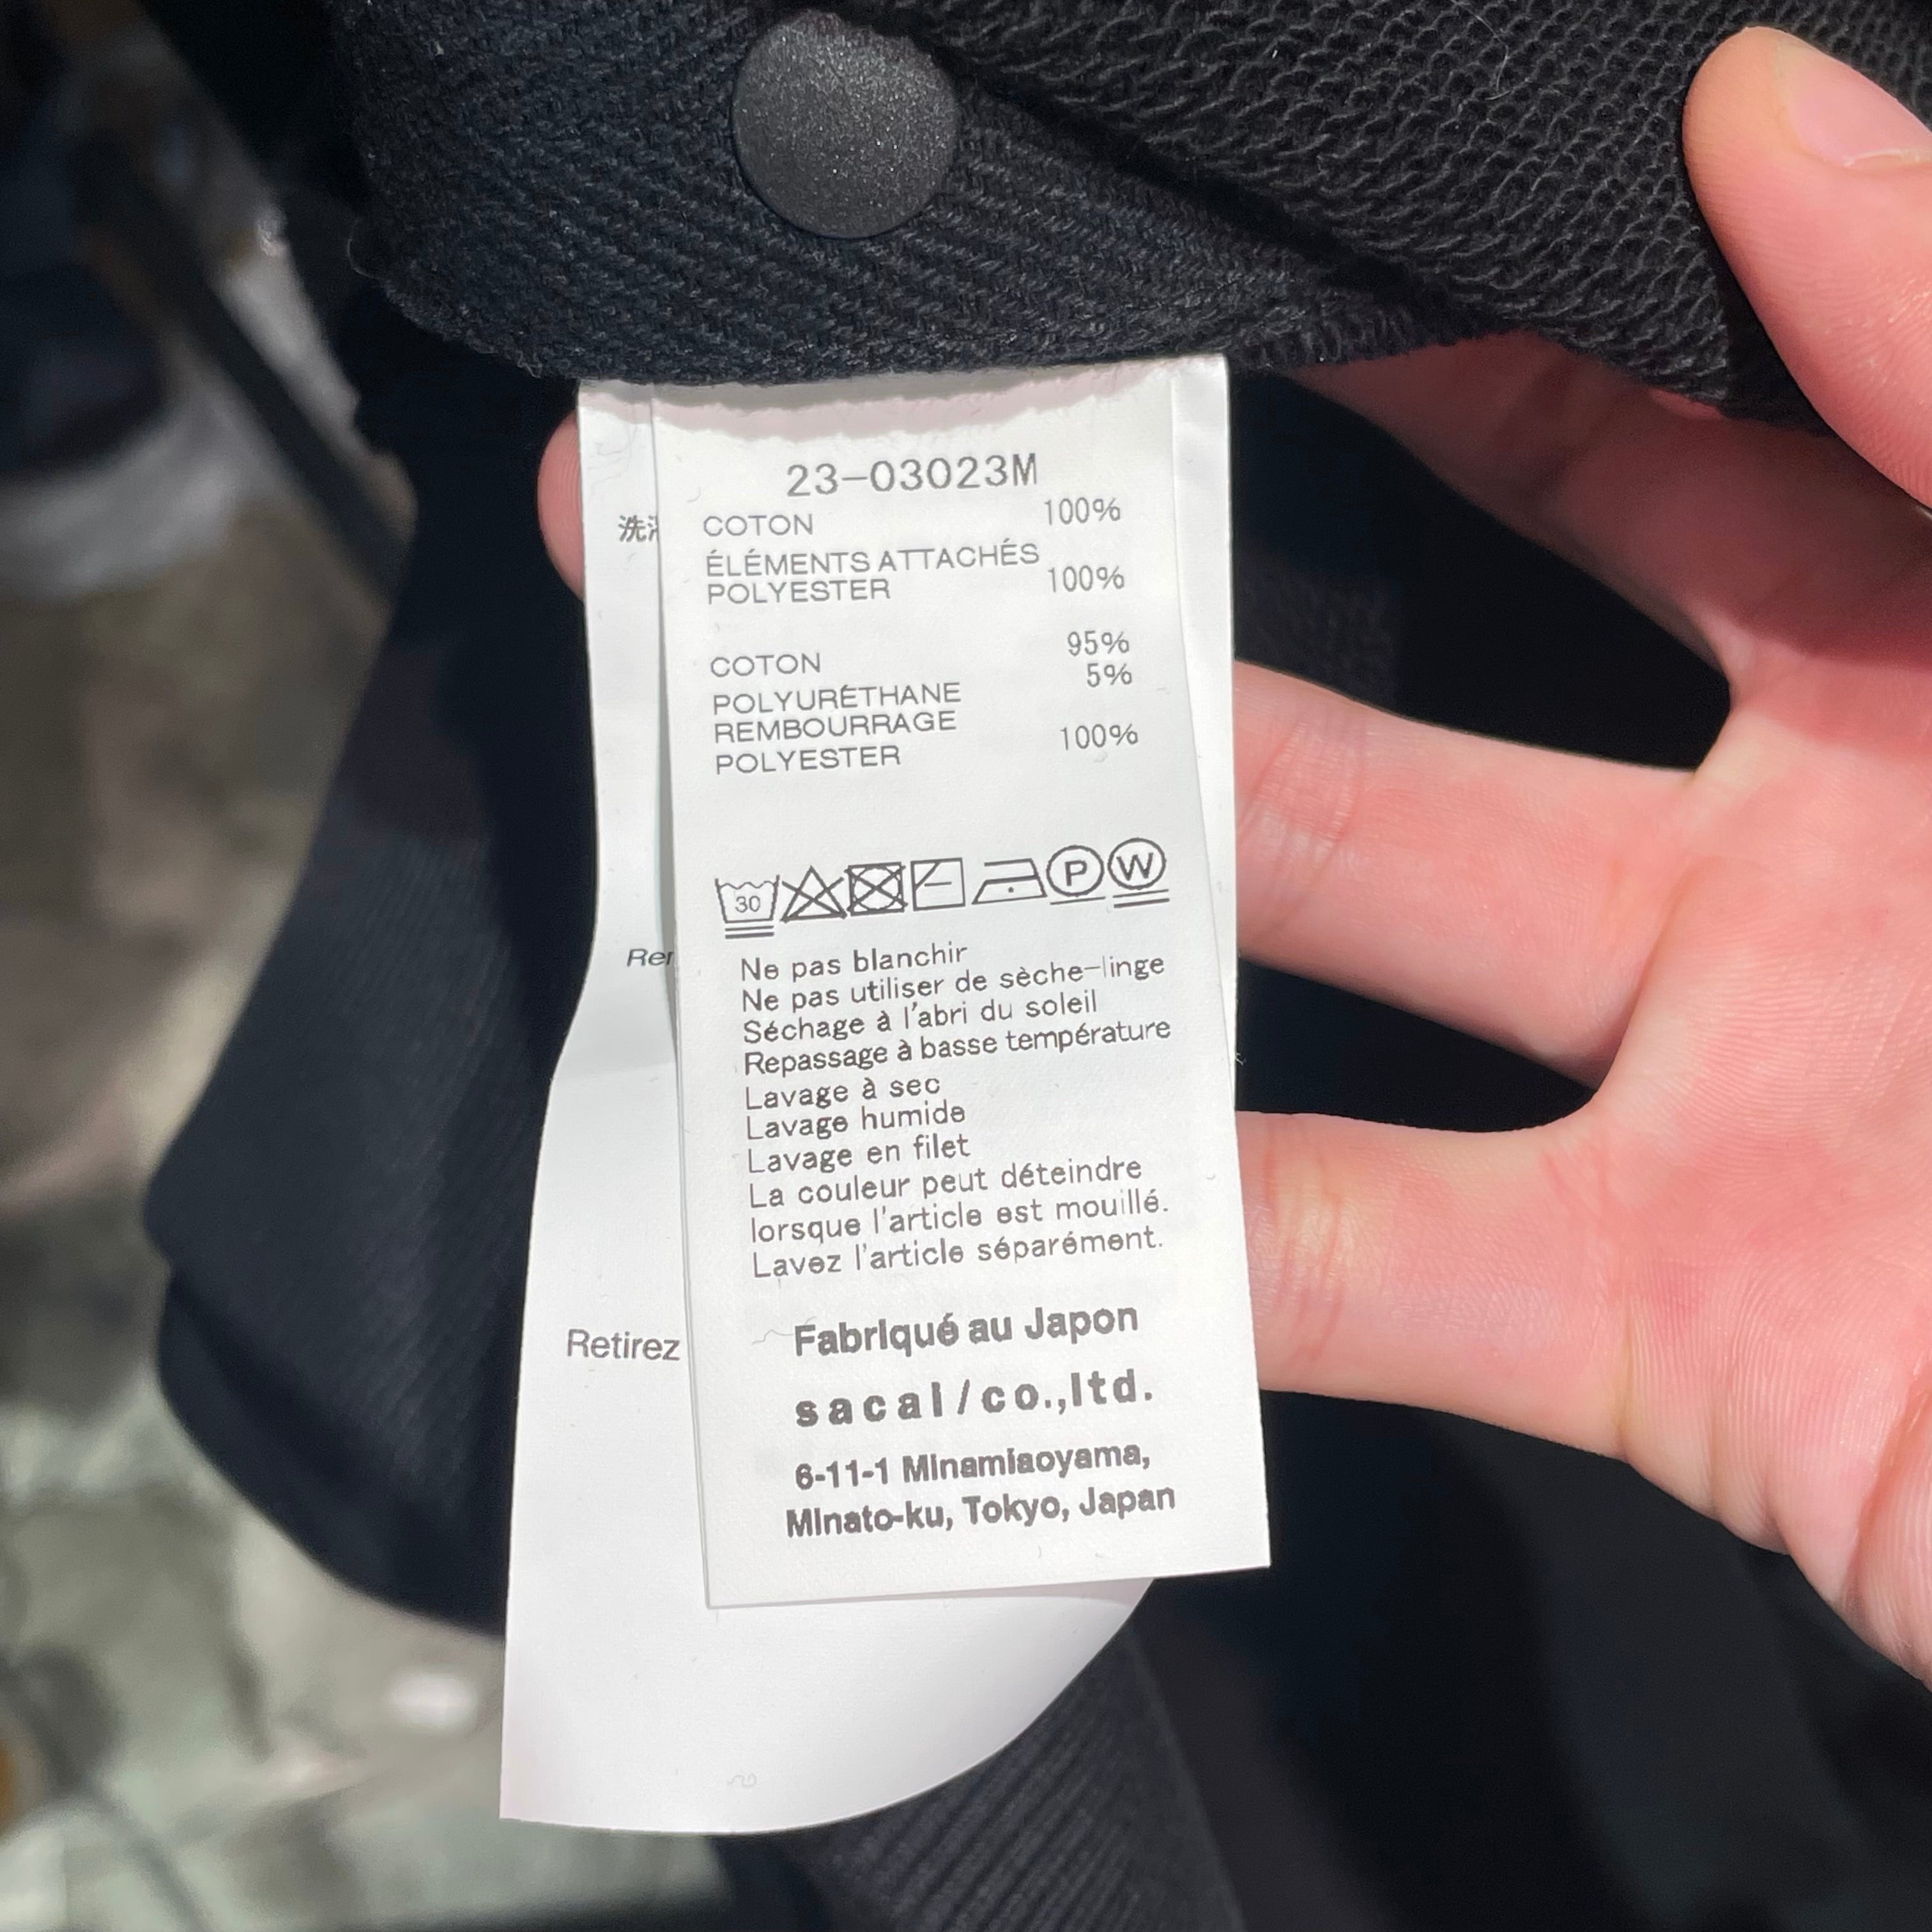 23-03023M
COTON 100%
ÉLÉMENTS ATTACHÉS
POLYESTER 100%
COTON 95%
POLYURÉTHANE 5%
REMBOURRAGE
POLYESTER 100%
30 P W
Ne pas blanchir
Ne pas utiliser de sèche-linge
Séchage à l'abri du soleil
Repassage à basse température
Lavage à sec
Lavage humide
Lavage en filet
La couleur peut déteindre
lorsque l'article est mouillé.
Lavez l'article séparément.
Fabriqué au Japon
sacai/co.,ltd.
6-11-1 Minamiaoyama,
Minato-ku, Tokyo, Japan
洗
Rer
Retirez